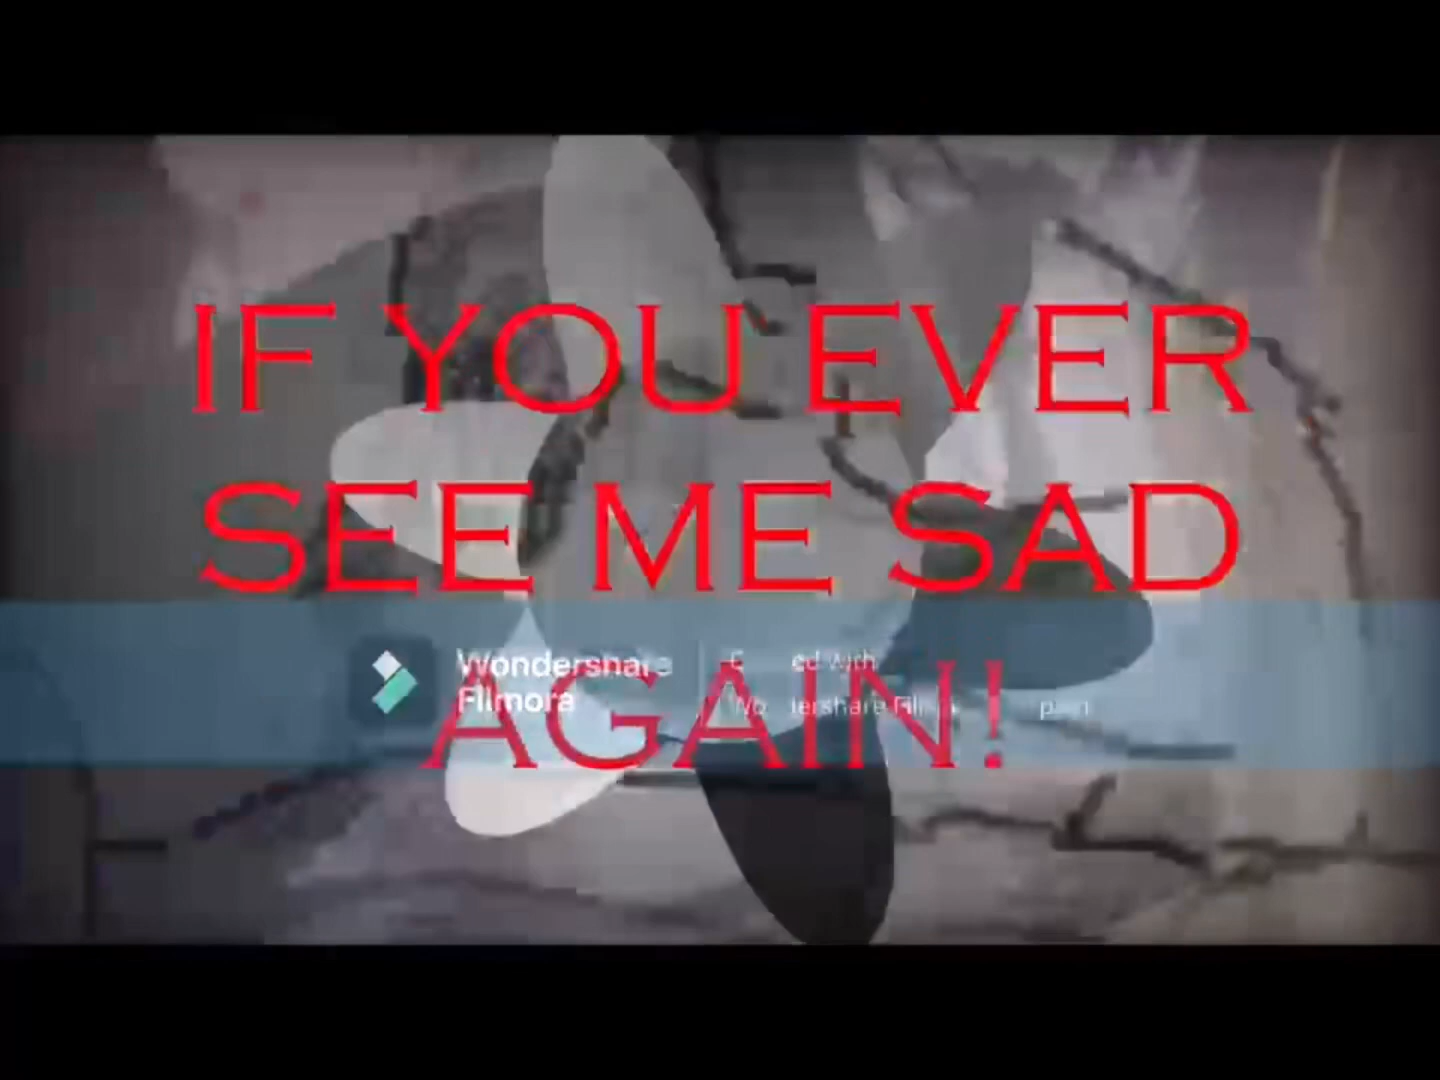 IF YOU EVER
SEE ME SAD
AGAIN!
Wondershare
Filmora